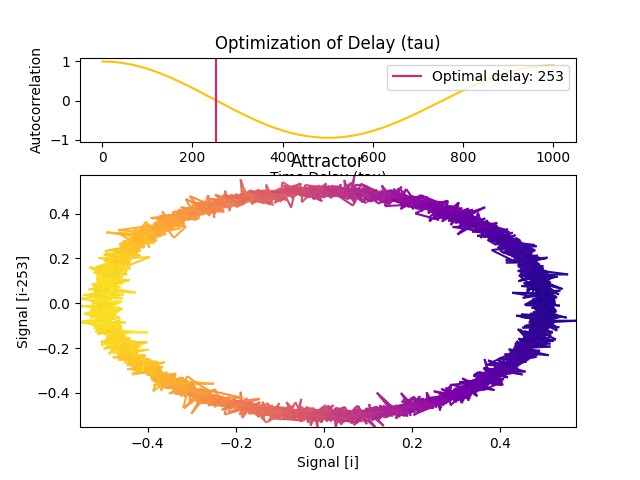 Optimization of Delay (tau)
Autocorrelation
1
0
−1
Optimal delay: 253
0 200 400 600 800 1000
Time Delay (tau)
Attractor
Signal [i-253]
0.4
0.2
0.0
−0.2
−0.4
−0.4 −0.2 0.0 0.2 0.4
Signal [i]